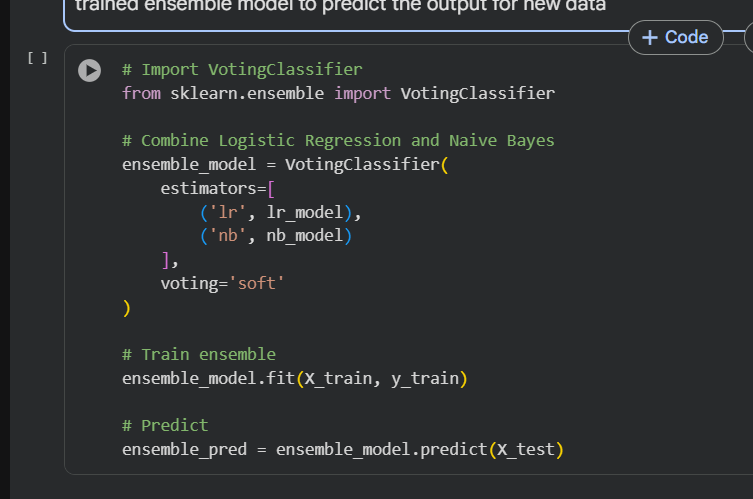 trained ensemble model to predict the output for new data
+ Code
[ ]
# Import VotingClassifier
from sklearn.ensemble import VotingClassifier
# Combine Logistic Regression and Naive Bayes
ensemble_model = VotingClassifier(
    estimators=[
        ('lr', lr_model),
        ('nb', nb_model)
    ],
    voting='soft'
)
# Train ensemble
ensemble_model.fit(X_train, y_train)
# Predict
ensemble_pred = ensemble_model.predict(X_test)